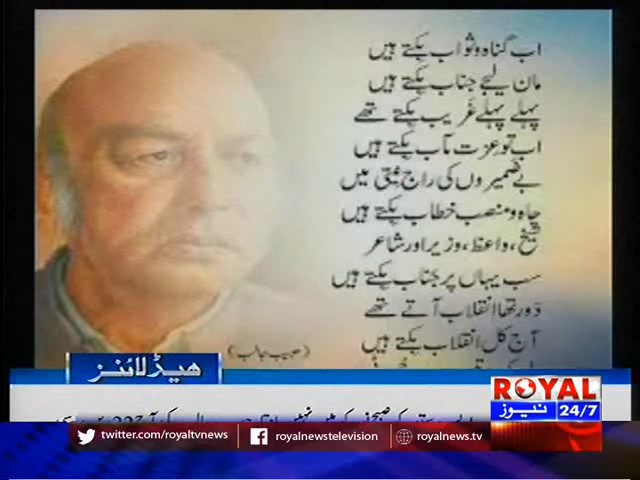 اب گناہ و ثواب بکتے ہیں
مان لیجے جناب بکتے ہیں
پہلے پہلے غریب بکتے تھے
اب تو عزت مآب بکتے ہیں
بے ضمیروں کی راج نیتی میں
جاہ و منصب خطاب بکتے ہیں
شیخ، واعظ، وزیر اور شاعر
سب یہاں پر جناب بکتے ہیں
دور تھا انقلاب آتے تھے
آج کل انقلاب بکتے ہیں
(حبیب جالب)
ہیڈلائنز
ROYAL
نیوز 24/7
twitter.com/royaltvnews
royalnewstelevision
royalnews.tv